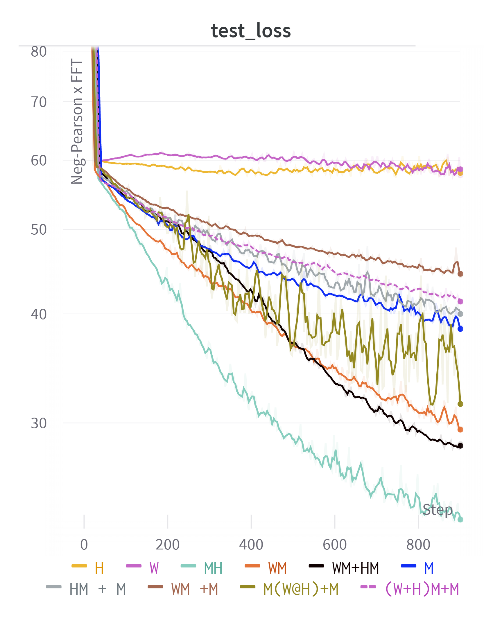 test_loss
Neg-Pearson x FFT
80
70
60
50
40
30
0 200 400 600 800
Step
H W MH WM WM+HM M
HM + M WM +M M(W@H)+M (W+H)M+M